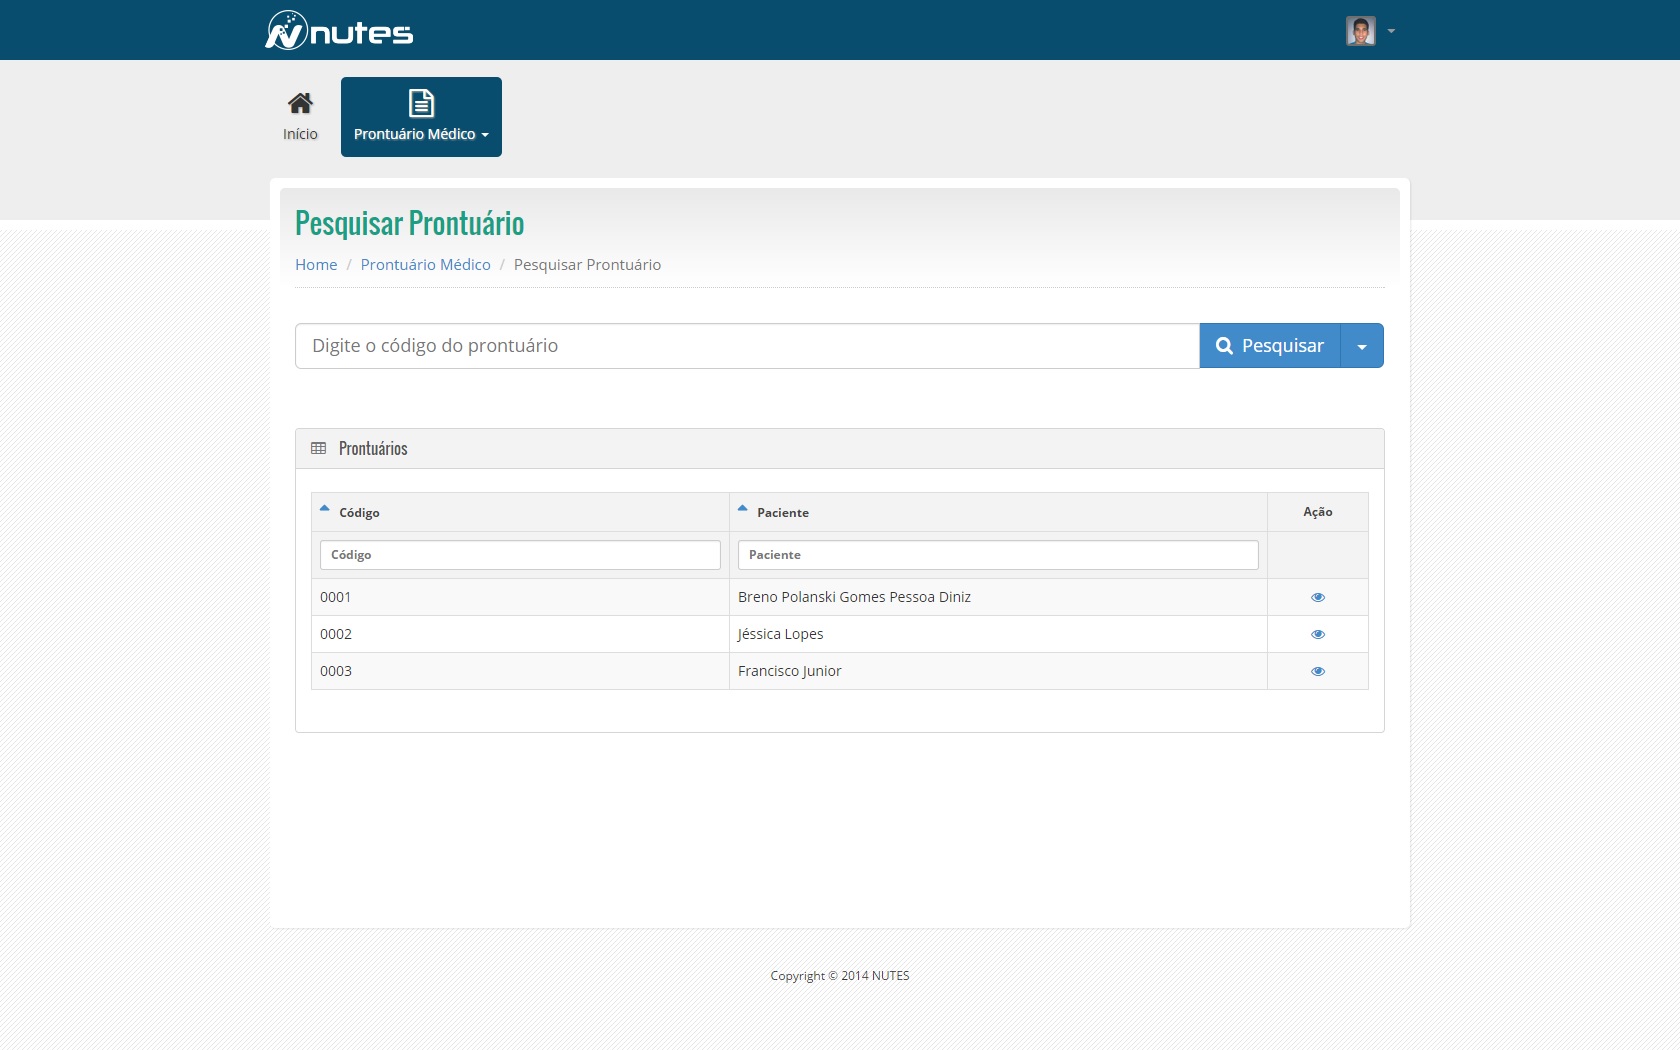 nutes
Início
Prontuário Médico
Pesquisar Prontuário
Home / Prontuário Médico / Pesquisar Prontuário
Digite o código do prontuário
Pesquisar
Prontuários
Código Paciente Ação
Código Paciente
0001 Breno Polanski Gomes Pessoa Diniz
0002 Jéssica Lopes
0003 Francisco Junior
Copyright © 2014 NUTES